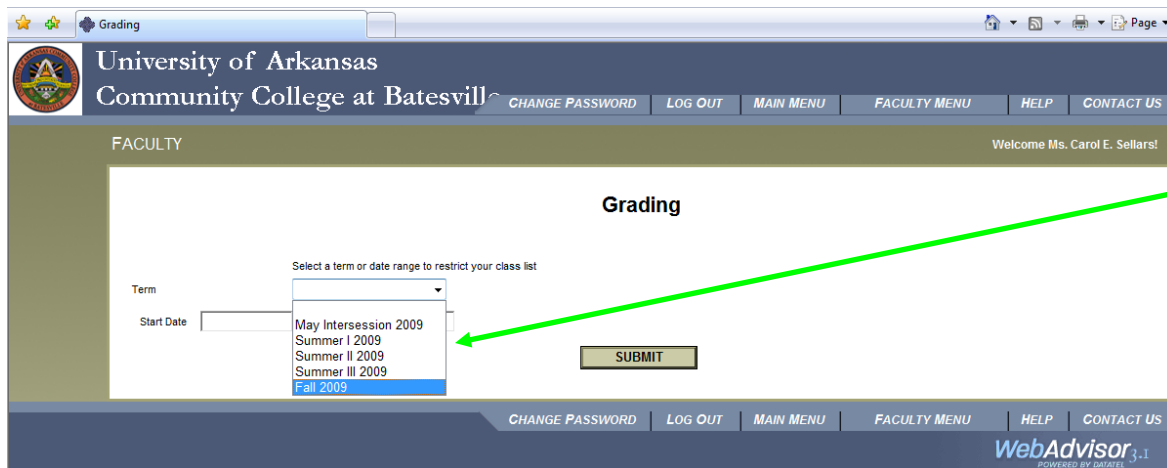 Grading
Page
University of Arkansas
Community College at Batesville
CHANGE PASSWORD LOG OUT MAIN MENU FACULTY MENU HELP CONTACT US
FACULTY
Welcome Ms. Carol E. Sellars!
Grading
Select a term or date range to restrict your class list
Term
Start Date
May Intersession 2009
Summer I 2009
Summer II 2009
Summer III 2009
Fall 2009
SUBMIT
CHANGE PASSWORD LOG OUT MAIN MENU FACULTY MENU HELP CONTACT US
WebAdvisor 3.1
POWERED BY DATATEL